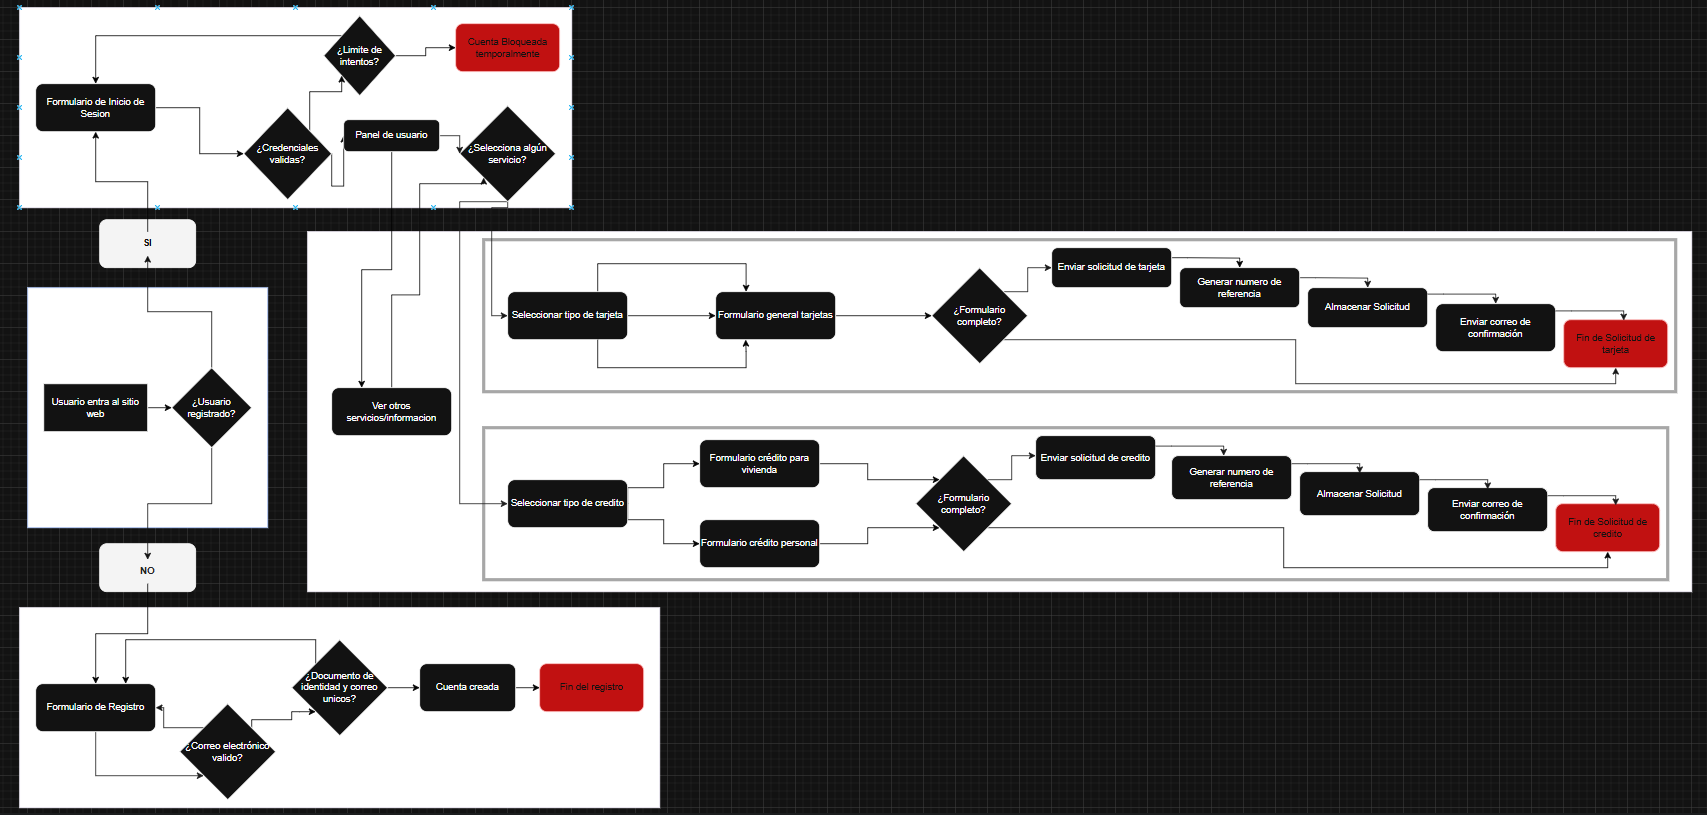 ¿Limite de
intentos?
Cuenta Bloqueada
temporalmente
Formulario de Inicio de
Sesion
¿Credenciales
validas?
Panel de usuario
¿Selecciona algún
servicio?
SI
Usuario entra al sitio
web
¿Usuario
registrado?
NO
Ver otros
servicios/informacion
Seleccionar tipo de tarjeta
Formulario general tarjetas
¿Formulario
completo?
Enviar solicitud de tarjeta
Generar numero de
referencia
Almacenar Solicitud
Enviar correo de
confirmación
Fin de Solicitud de
tarjeta
Seleccionar tipo de credito
Formulario crédito para
vivienda
Formulario crédito personal
¿Formulario
completo?
Enviar solicitud de credito
Generar numero de
referencia
Almacenar Solicitud
Enviar correo de
confirmación
Fin de Solicitud de
credito
Formulario de Registro
¿Correo electrónico
valido?
¿Documento de
identidad y correo
unicos?
Cuenta creada
Fin del registro